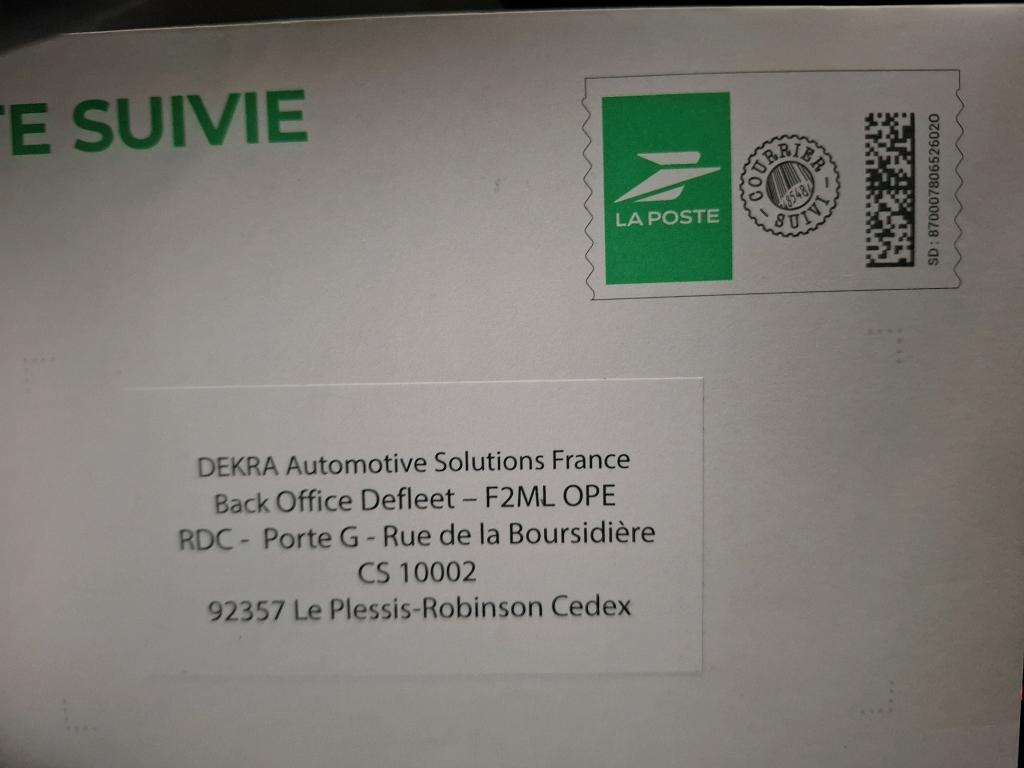 TE SUIVIE
LA POSTE
COURRIER
SUIVI
SD : 87000780652602O
DEKRA Automotive Solutions France
Back Office Defleet – F2ML OPE
RDC - Porte G - Rue de la Boursidière
CS 10002
92357 Le Plessis-Robinson Cedex